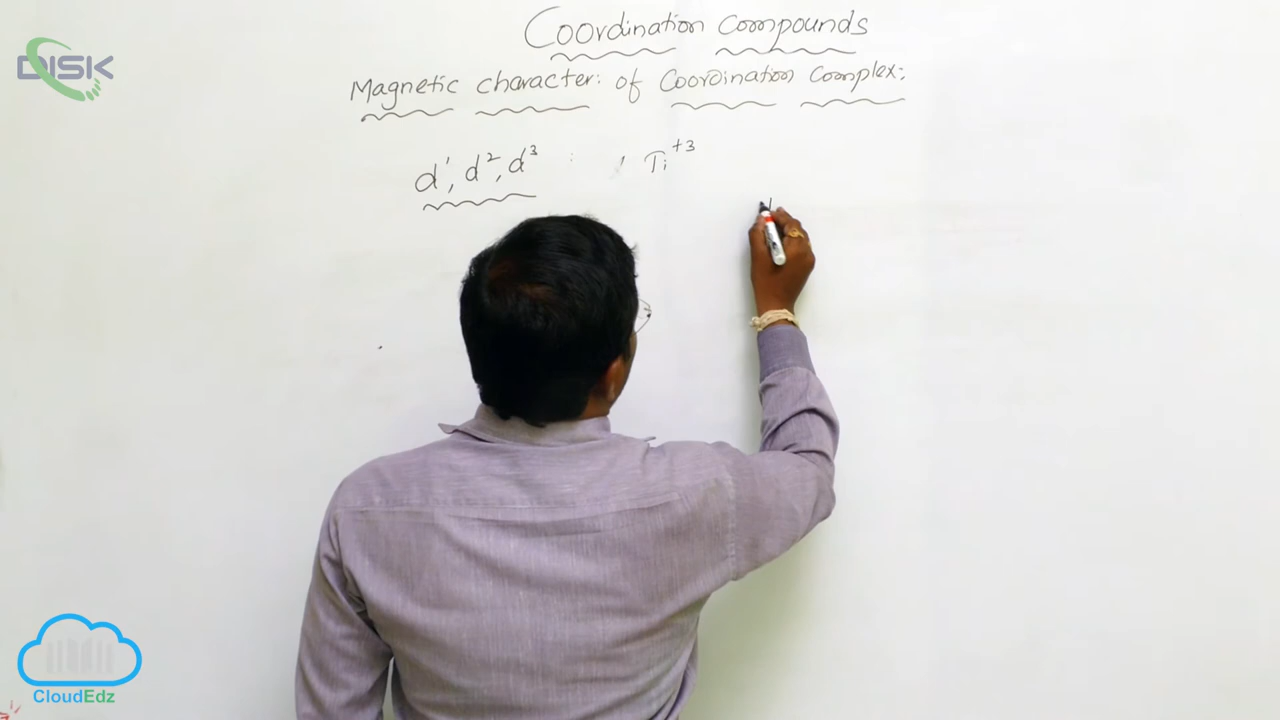 Coordination Compounds
Magnetic character: of Coordination Complex:
d¹, d², d³ : Ti⁺³
DISK
CloudEdz